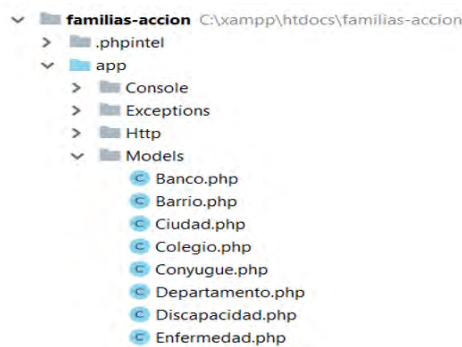 familias-accion C:\xampp\htdocs\familias-accion
.phpintel
app
Console
Exceptions
Http
Models
C Banco.php
C Barrio.php
C Ciudad.php
C Colegio.php
C Conyugue.php
C Departamento.php
C Discapacidad.php
C Enfermedad.php